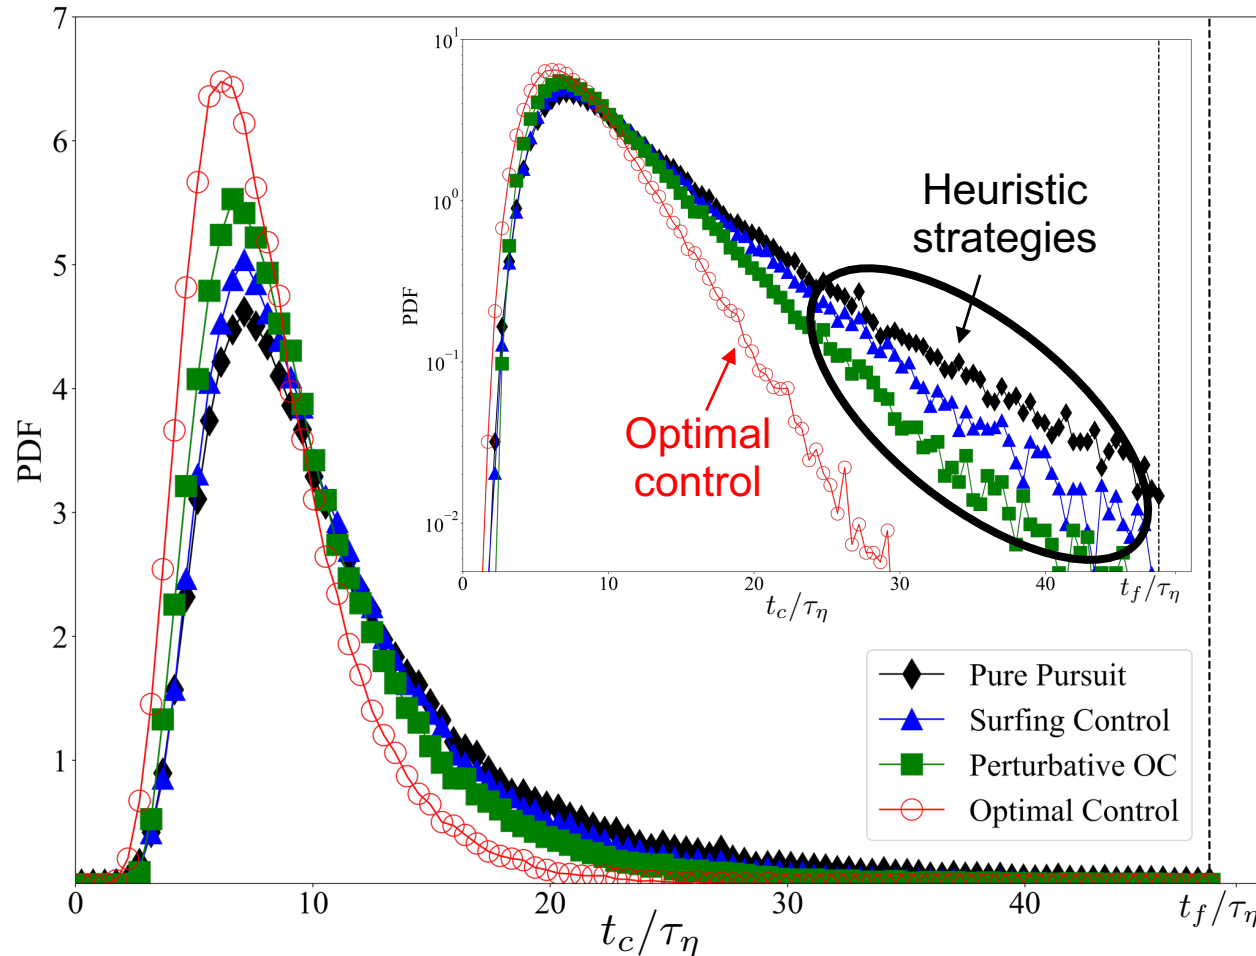 7
6
5
4
3
2
1
PDF
0
10
20
30
40
t_f/τ_η
t_c/τ_η
10^1
10^0
10^{-1}
10^{-2}
PDF
0
10
20
30
40
t_f/τ_η
t_c/τ_η
Heuristic
strategies
Optimal
control
Pure Pursuit
Surfing Control
Perturbative OC
Optimal Control